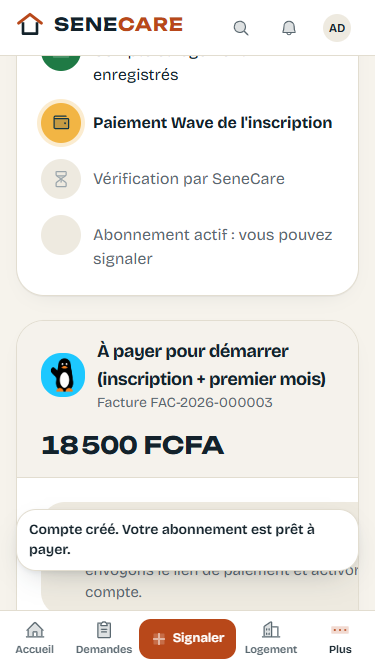 SENECARE
AD
enregistrés
Paiement Wave de l'inscription
Vérification par SeneCare
Abonnement actif : vous pouvez
signaler
À payer pour démarrer
(inscription + premier mois)
Facture FAC-2026-000003
18 500 FCFA
Compte créé. Votre abonnement est prêt à
payer.
envoyons le lien de paiement et
compte.
Accueil
Demandes
Signaler
Logement
Plus